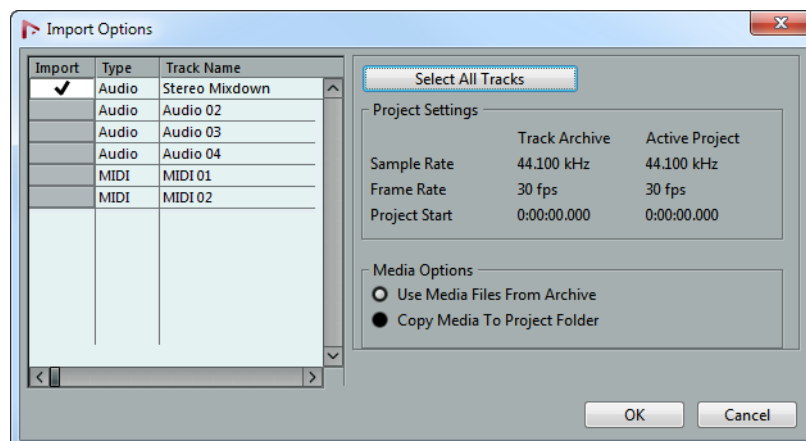 Import Options
Import Type Track Name
Audio Stereo Mixdown
Audio Audio 02
Audio Audio 03
Audio Audio 04
MIDI MIDI 01
MIDI MIDI 02
Select All Tracks
Project Settings
Track Archive Active Project
Sample Rate 44.100 kHz 44.100 kHz
Frame Rate 30 fps 30 fps
Project Start 0:00:00.000 0:00:00.000
Media Options
Use Media Files From Archive
Copy Media To Project Folder
OK Cancel